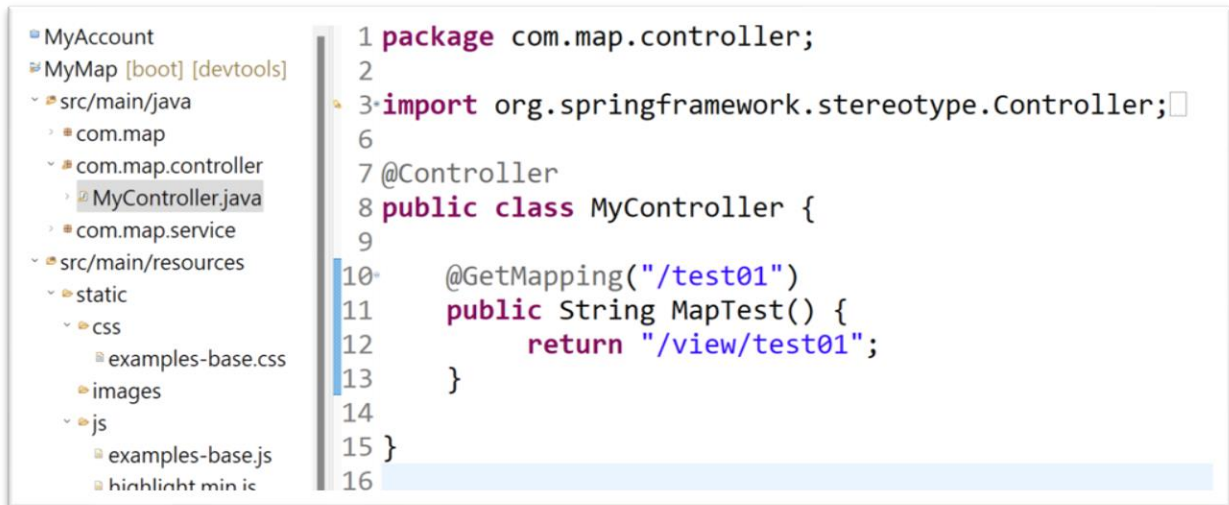 MyAccount
MyMap [boot] [devtools]
src/main/java
com.map
com.map.controller
MyController.java
com.map.service
src/main/resources
static
css
examples-base.css
images
js
examples-base.js
highlight.min.js
1 package com.map.controller;
2
3 import org.springframework.stereotype.Controller;
6
7 @Controller
8 public class MyController {
9
10 @GetMapping("/test01")
11 public String MapTest() {
12 return "/view/test01";
13 }
14
15 }
16